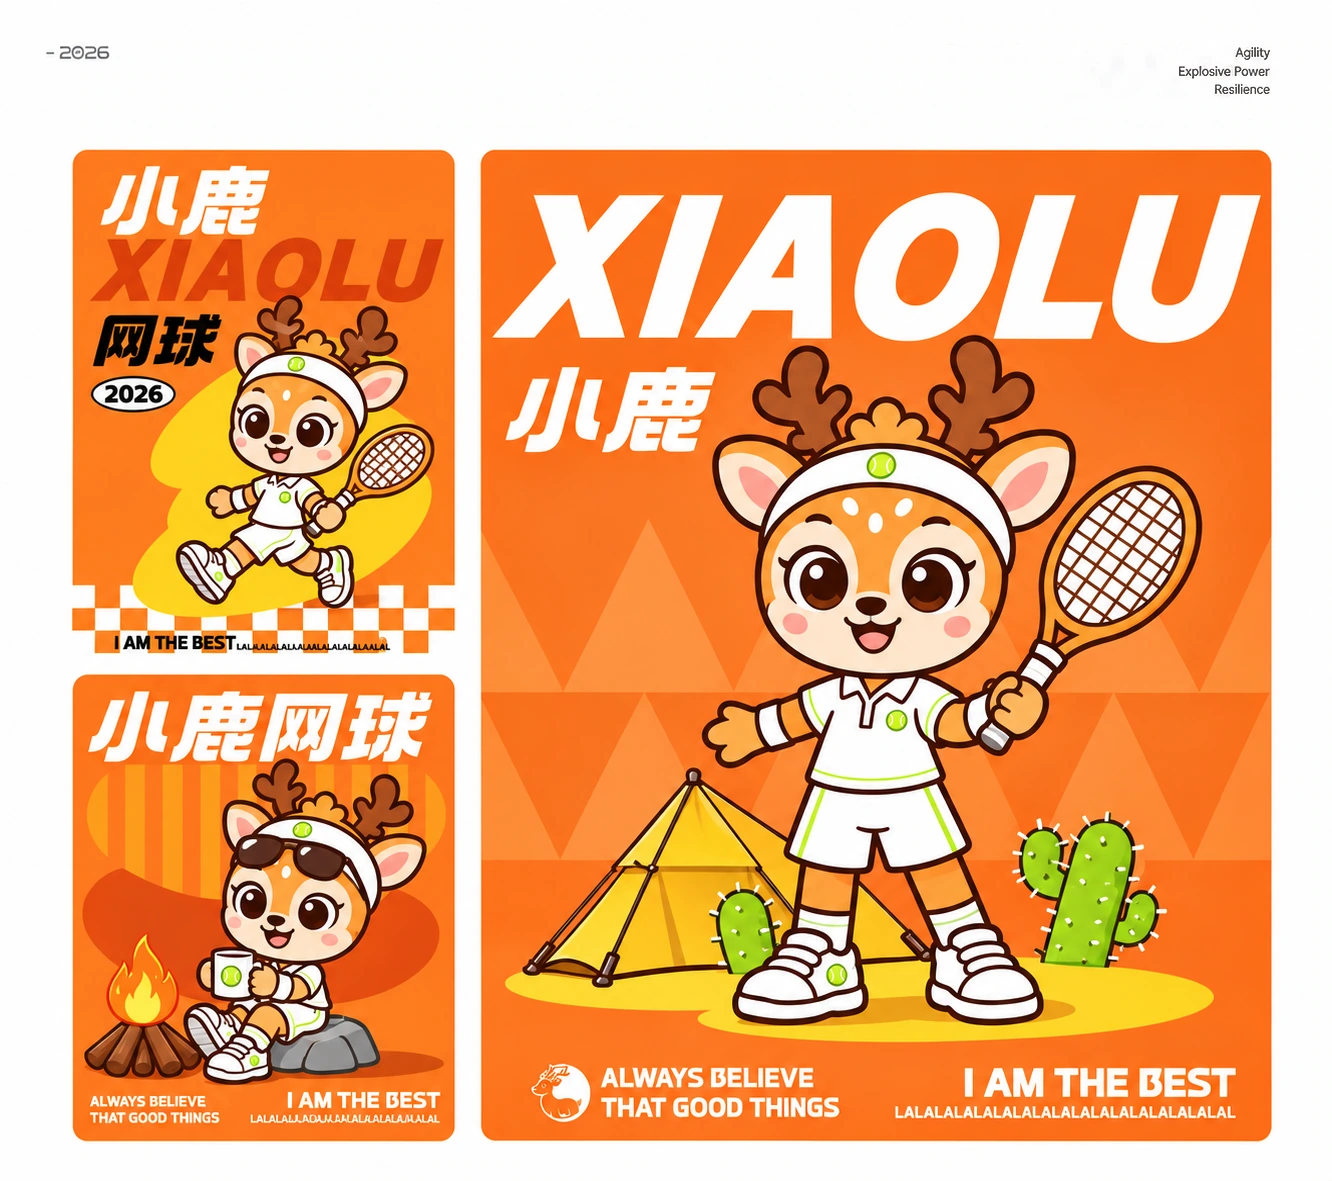 - 2026
Agility
Explosive Power
Resilience
小鹿
XIAOLU
网球
2026
I AM THE BEST
小鹿网球
ALWAYS BELIEVE
THAT GOOD THINGS
I AM THE BEST
XIAOLU
小鹿
ALWAYS BELIEVE
THAT GOOD THINGS
I AM THE BEST
LALALALALALALALALALALALALALALALAL